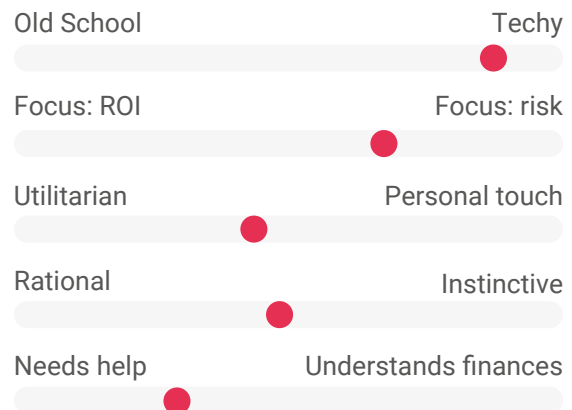 Old School Techy
Focus: ROI Focus: risk
Utilitarian Personal touch
Rational Instinctive
Needs help Understands finances